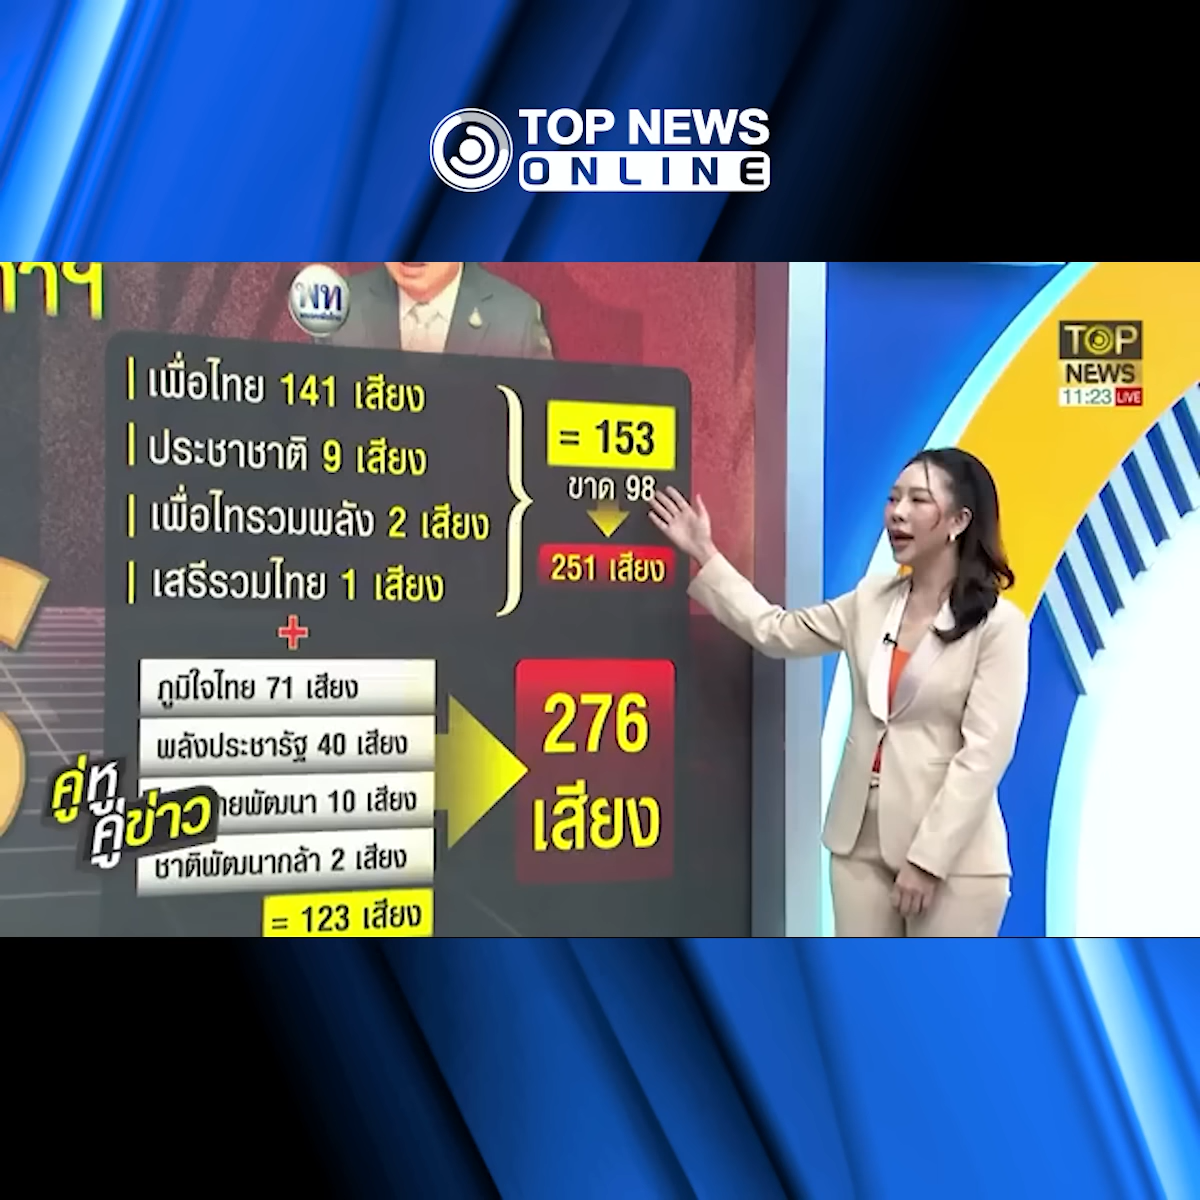 TOP NEWS
ONLINE
พท
TOP
NEWS
11:23 LIVE
เพื่อไทย 141 เสียง
ประชาชาติ 9 เสียง
เพื่อไทรวมพลัง 2 เสียง
เสรีรวมไทย 1 เสียง
= 153
ขาด 98
251 เสียง
+
ภูมิใจไทย 71 เสียง
พลังประชารัฐ 40 เสียง
ยพัฒนา 10 เสียง
ชาติพัฒนากล้า 2 เสียง
= 123 เสียง
276
เสียง
คู่หู
คู่ข่าว